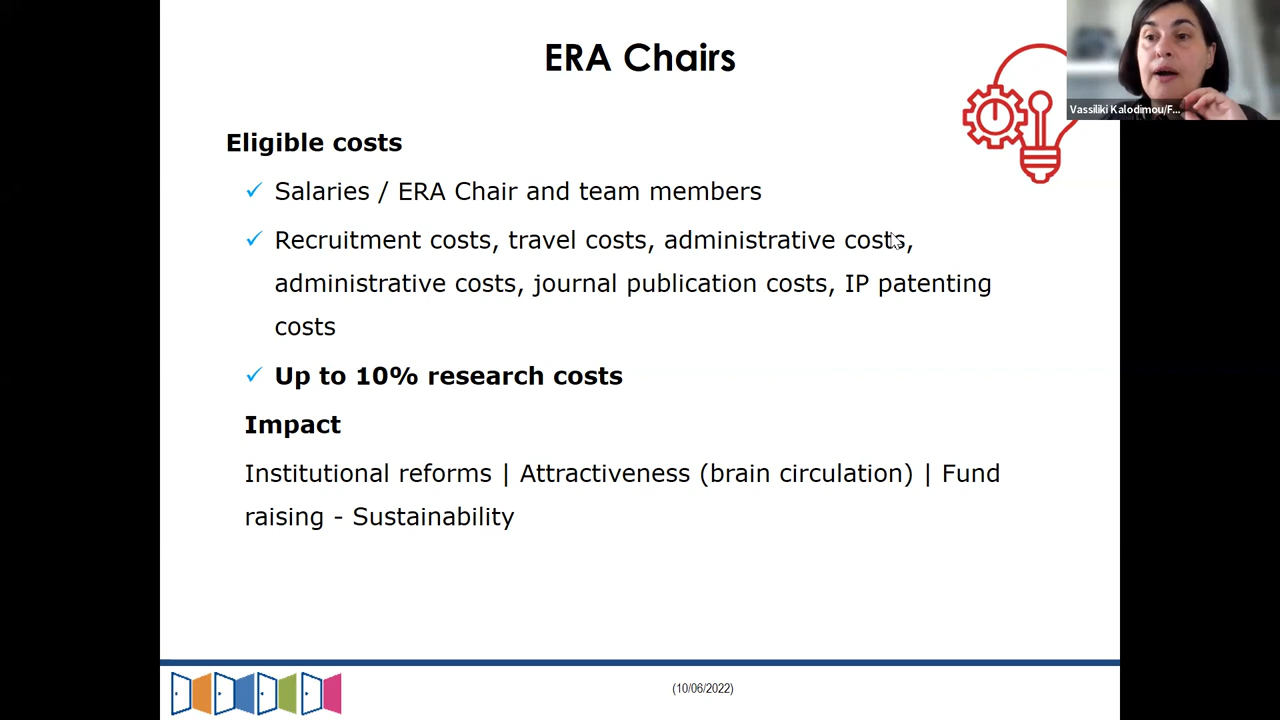 ERA Chairs
Vassiliki Kalodimou/F...
Eligible costs
✓ Salaries / ERA Chair and team members
✓ Recruitment costs, travel costs, administrative costs,
administrative costs, journal publication costs, IP patenting
costs
✓ Up to 10% research costs
Impact
Institutional reforms | Attractiveness (brain circulation) | Fund
raising - Sustainability
(10/06/2022)